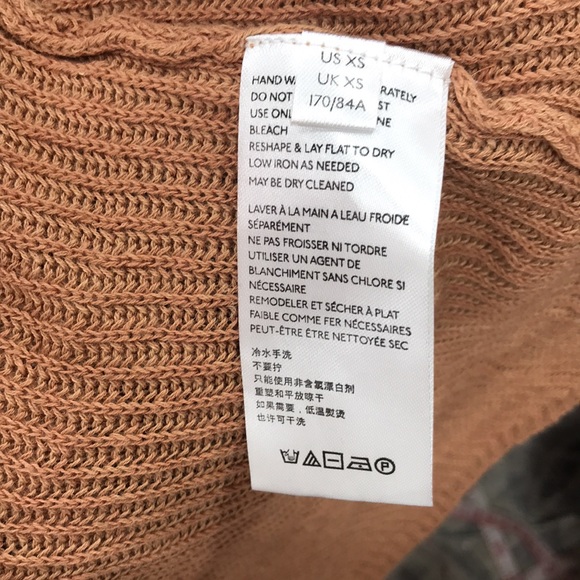 US XS
UK XS
170/84A
HAND WA RATELY
DO NOT ST
USE ONL NE
BLEACH
RESHAPE & LAY FLAT TO DRY
LOW IRON AS NEEDED
MAY BE DRY CLEANED
LAVER À LA MAIN A LEAU FROIDE
SÉPARÉMENT
NE PAS FROISSER NI TORDRE
UTILISER UN AGENT DE
BLANCHIMENT SANS CHLORE SI
NÉCESSAIRE
REMODELER ET SÉCHER À PLAT
FAIBLE COMME FER NÉCESSAIRES
PEUT-ÊTRE ÊTRE NETTOYÉE SEC
冷水手洗
不要拧
只能使用非含氯漂白剂
重塑和平放晾干
如果需要，低温熨烫
也许可干洗
P